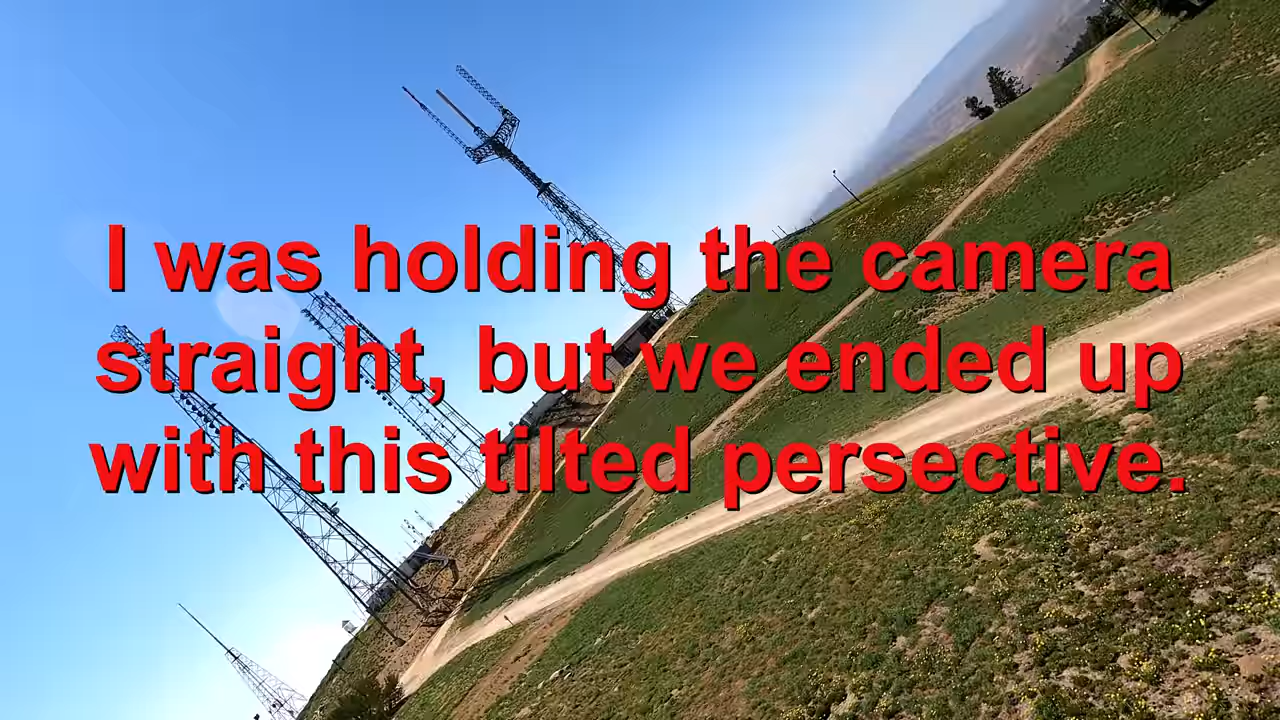 I was holding the camera
straight, but we ended up
with this tilted persective.